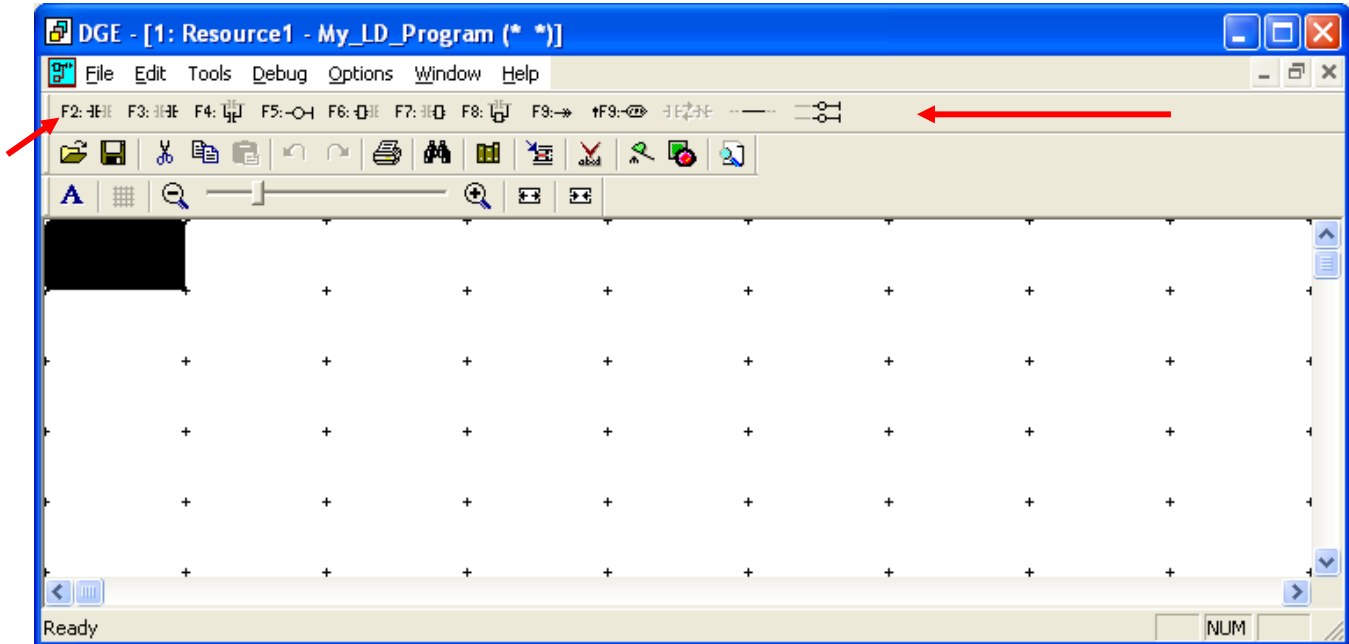 DGE - [1: Resource1 - My_LD_Program (* *)]
File Edit Tools Debug Options Window Help
F2: F3: F4: F5: F6: F7: F8: F9: F9:
abcd
A
Ready NUM